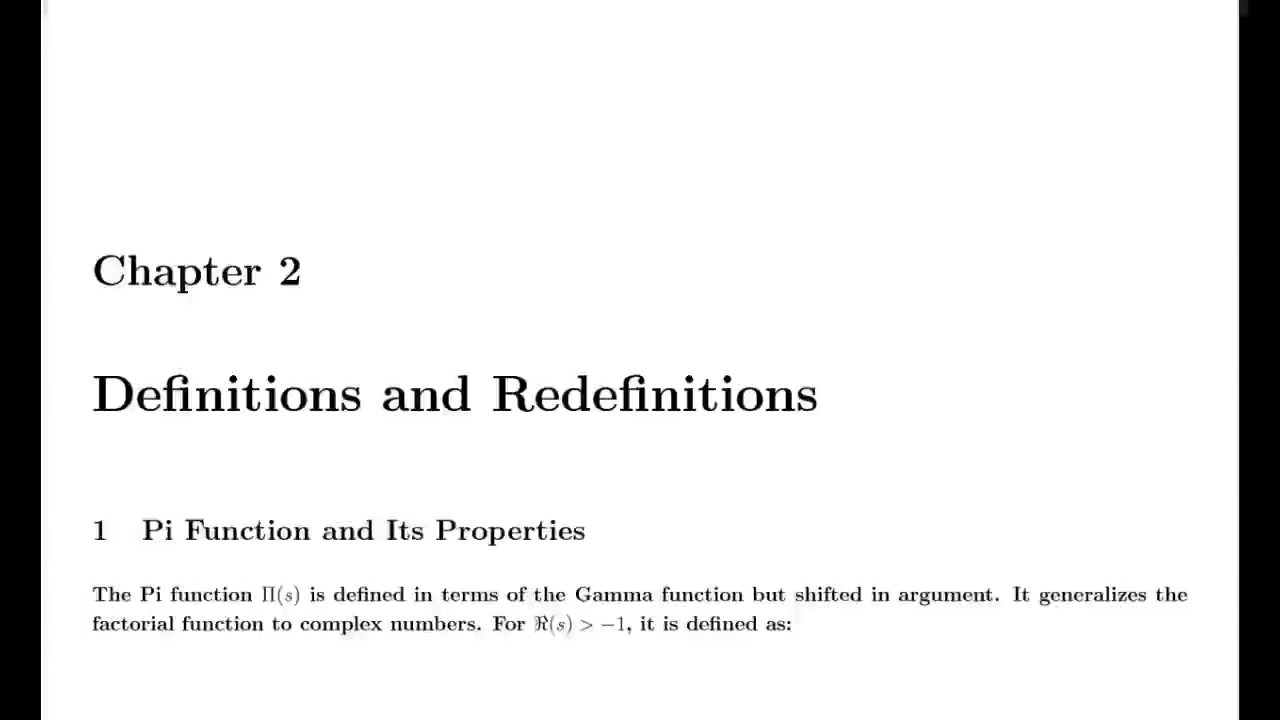 Chapter 2
Definitions and Redefinitions
1 Pi Function and Its Properties
The Pi function Π(s) is defined in terms of the Gamma function but shifted in argument. It generalizes the
factorial function to complex numbers. For ℜ(s) > −1, it is defined as: